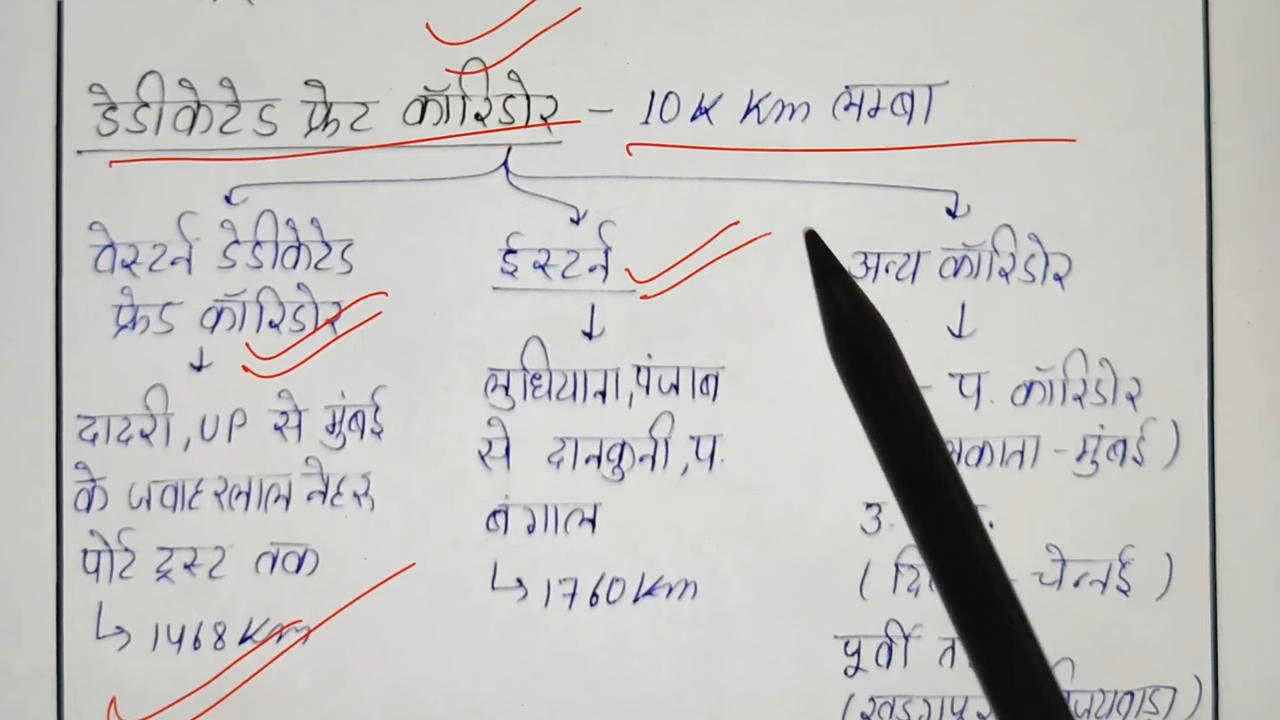 डेडीकेटेड फ्रेट कॉरिडोर - 10K Km लम्बा
वेस्टर्न डेडीकेटेड
फ्रेड कॉरिडोर
दादरी, UP से मुंबई
के जवाहरलाल नेहरू
पोर्ट ट्रस्ट तक
1468 Km
ईस्टर्न
लुधियाना, पंजाब
से दानकुनी, प.
बंगाल
1760 Km
अन्य कॉरिडोर
- प. कॉरिडोर
- मुंबई)
उ.
- चेन्नई)
पूर्वी